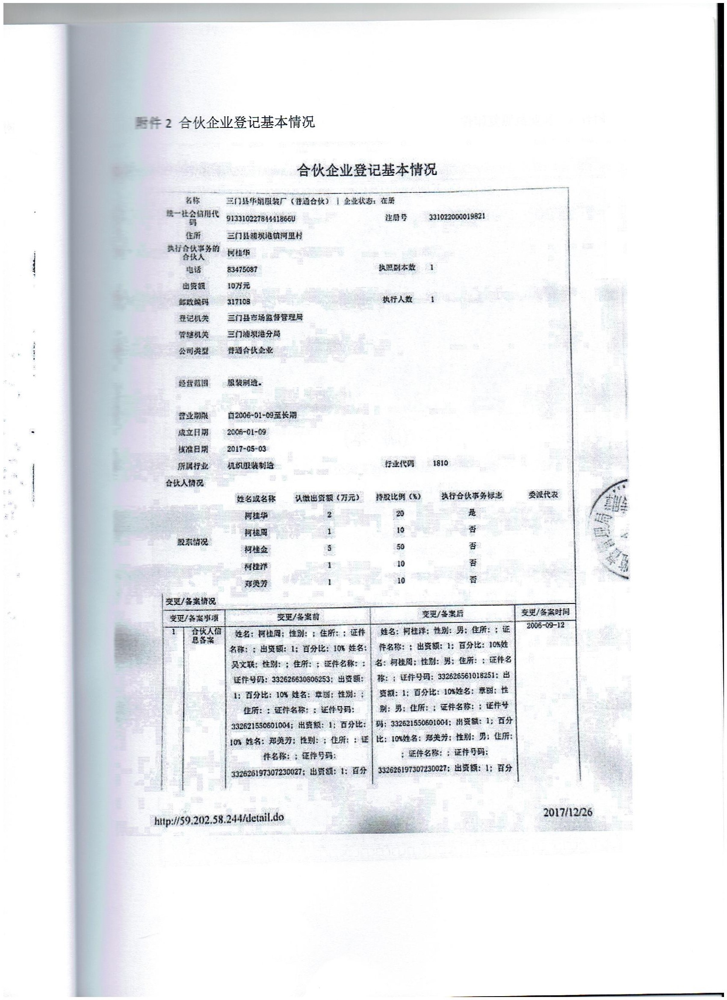 附件 2 合伙企业登记基本情况
合伙企业登记基本情况
名称 三门县华娟服装厂（普通合伙） | 企业状态：在册
统一社会信用代码 91331022784441866U 注册号 331022000019821
住所 三门县浦坝港镇河里村
执行合伙事务的合伙人 柯桂华
电话 83475087 执照副本数 1
出资额 10万元
邮政编码 317108 执行人数 1
登记机关 三门县市场监督管理局
管辖机关 三门浦坝港分局
公司类型 普通合伙企业
经营范围 服装制造。
营业期限 自2006-01-09至长期
成立日期 2006-01-09
核准日期 2017-05-03
所属行业 机织服装制造 行业代码 1810
合伙人情况
姓名或名称 认缴出资额（万元） 持股比例（%） 执行合伙事务标志 委派代表
柯桂华 2 20 是
柯桂周 1 10 否
股东情况
柯桂金 5 50 否
柯桂洋 1 10 否
郑美芳 1 10 否
变更/备案情况
变更/备案事项 变更/备案前 变更/备案后 变更/备案时间
1 合伙人信息备案
姓名：柯桂周；性别：；住所：；证件
名称：；出资额：1；百分比：10% 姓名：
吴文联；性别：；住所：；证件名称：；
证件号码：332626630806253；出资额：
1；百分比：10% 姓名：章丽；性别：；
住所：；证件名称：；证件号码：
332621550601004；出资额：1；百分比：
10% 姓名：郑美芳；性别：；住所：；证
件名称：；证件号码：
332626197307230027；出资额：1；百分
姓名：柯桂洋；性别：男；住所：；证
件名称：；出资额：1；百分比：10%姓
名：柯桂周；性别：男；住所：；证件名
称：；证件号码：332626561018251；出
资额：1；百分比：10%姓名：章丽；性
别：男；住所：；证件名称：；证件号
码：332621550601004；出资额：1；百分
比：10%姓名：郑美芳；性别：男；住所：
；证件名称：；证件号码：
332626197307230027；出资额：1；百分
2006-09-12
http://59.202.58.244/detail.do 2017/12/26